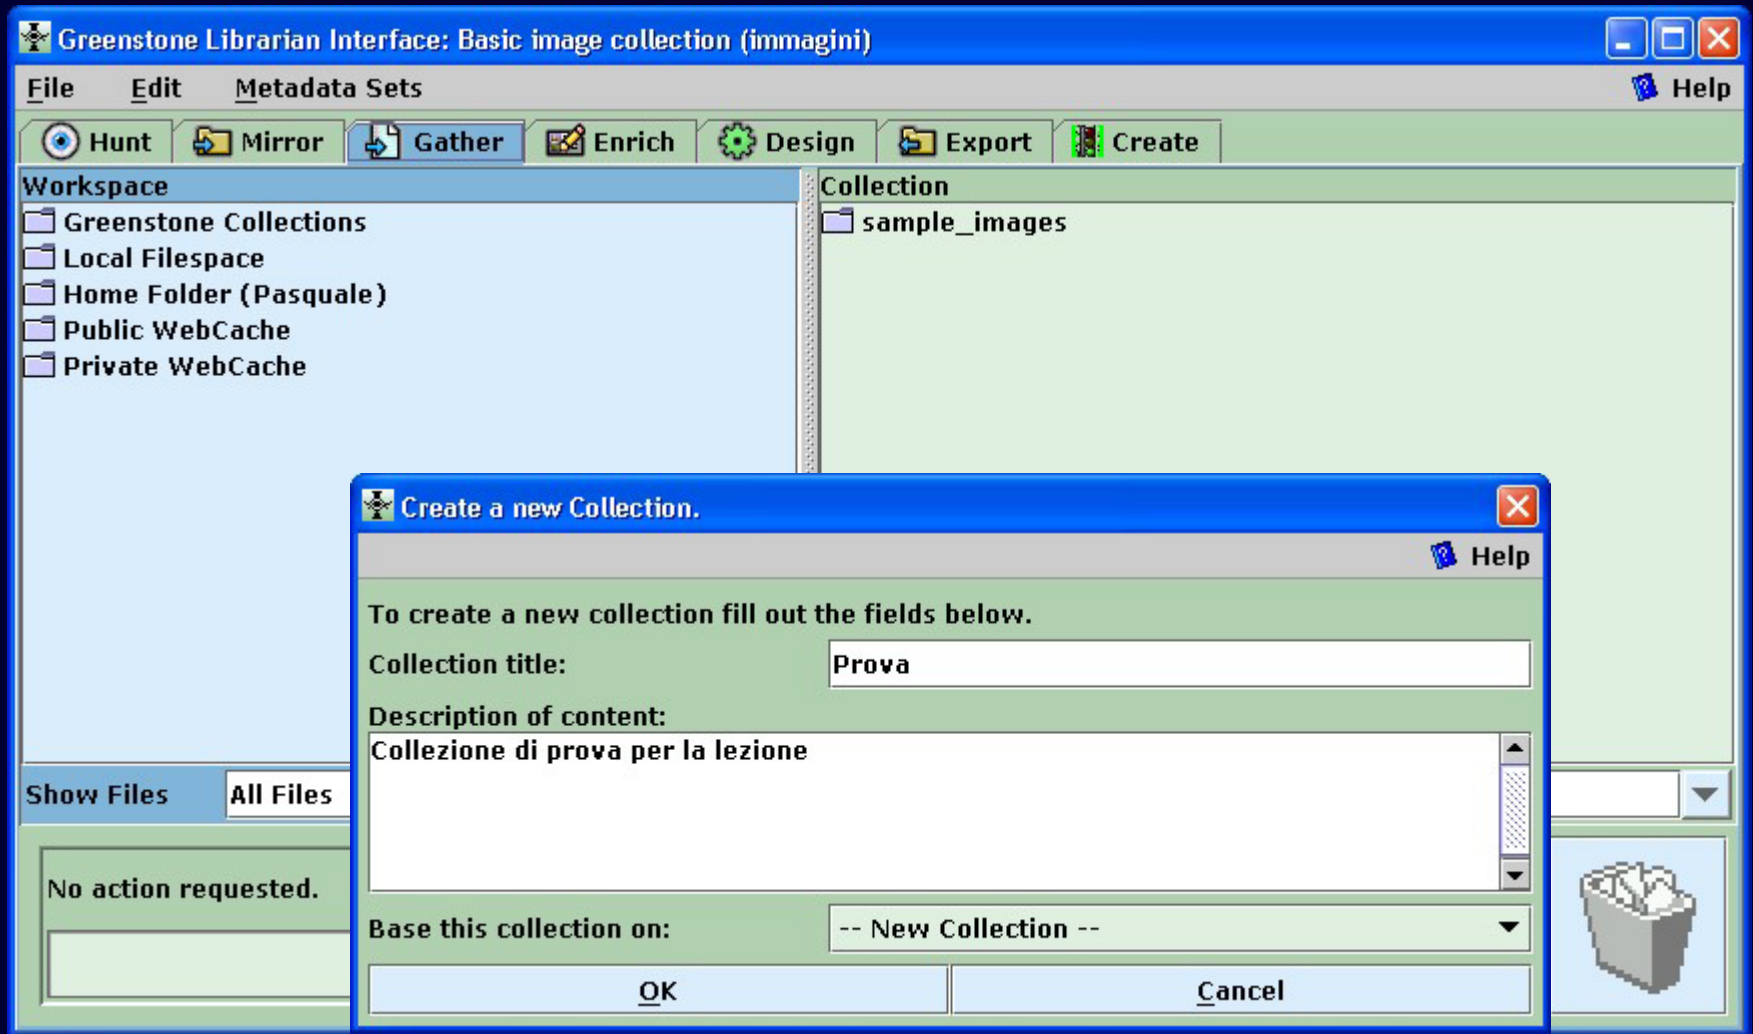 Greenstone Librarian Interface: Basic image collection (immagini)
File Edit Metadata Sets Help
Hunt Mirror Gather Enrich Design Export Create
Workspace
Greenstone Collections
Local Filespace
Home Folder (Pasquale)
Public WebCache
Private WebCache
Collection
sample_images
Show Files All Files
No action requested.
Create a new Collection.
Help
To create a new collection fill out the fields below.
Collection title: Prova
Description of content:
Collezione di prova per la lezione
Base this collection on: -- New Collection --
OK Cancel